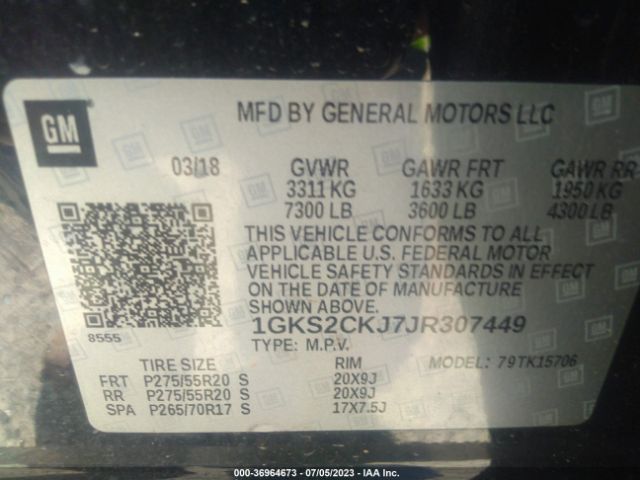 GM
MFD BY GENERAL MOTORS LLC
03/18 GVWR GAWR FRT GAWR RR
3311 KG 1633 KG 1950 KG
7300 LB 3600 LB 4300 LB
THIS VEHICLE CONFORMS TO ALL
APPLICABLE U.S. FEDERAL MOTOR
VEHICLE SAFETY STANDARDS IN EFFECT
ON THE DATE OF MANUFACTURE
SHOWN ABOVE.
1GKS2CKJ7JR307449
8555
TYPE: M.P.V. MODEL: 79TK15706
TIRE SIZE RIM
FRT P275/55R20 S 20X9J
RR P275/55R20 S 20X9J
SPA P265/70R17 S 17X7.5J
000-36964673 / 07/05/2023 - IAA Inc.